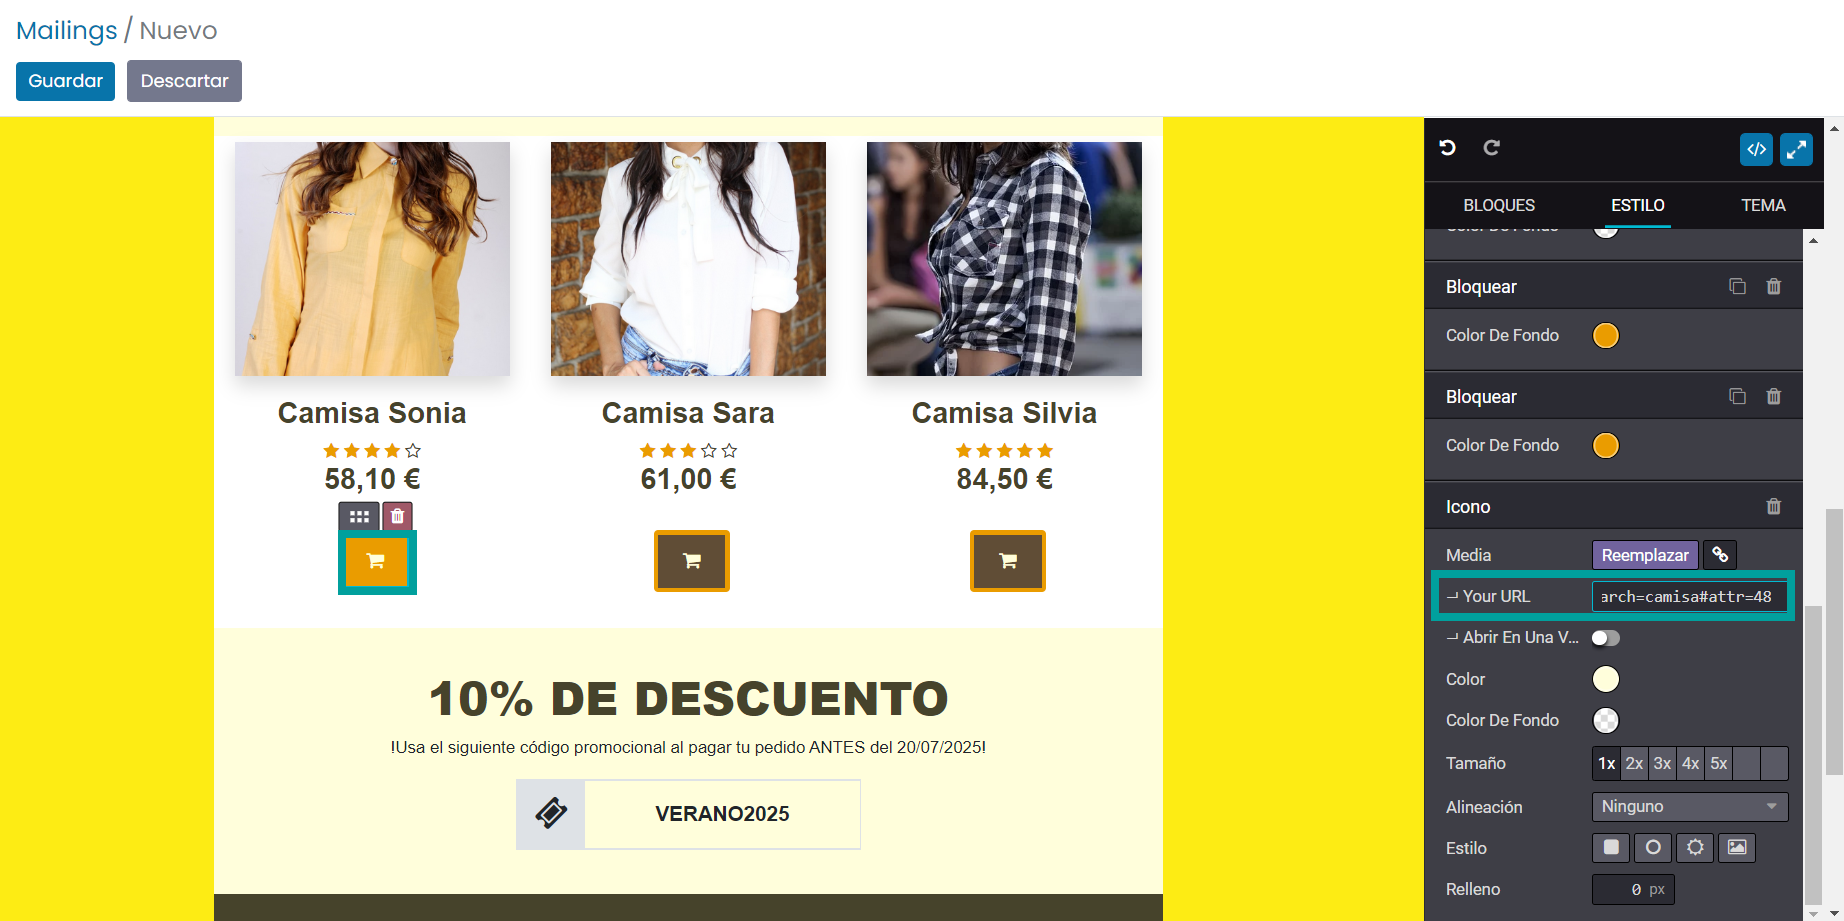 Mailings / Nuevo
Guardar
Descartar
Camisa Sonia
58,10 €
Camisa Sara
61,00 €
Camisa Silvia
84,50 €
10% DE DESCUENTO
!Usa el siguiente código promocional al pagar tu pedido ANTES del 20/07/2025!
VERANO2025
BLOQUES
ESTILO
TEMA
Color De Fondo
Bloquear
Color De Fondo
Bloquear
Color De Fondo
Icono
Media
Reemplazar
Your URL
arch=camisa#attr=48
Abrir En Una V...
Color
Color De Fondo
Tamaño
1x 2x 3x 4x 5x
Alineación
Ninguno
Estilo
Relleno
0 px